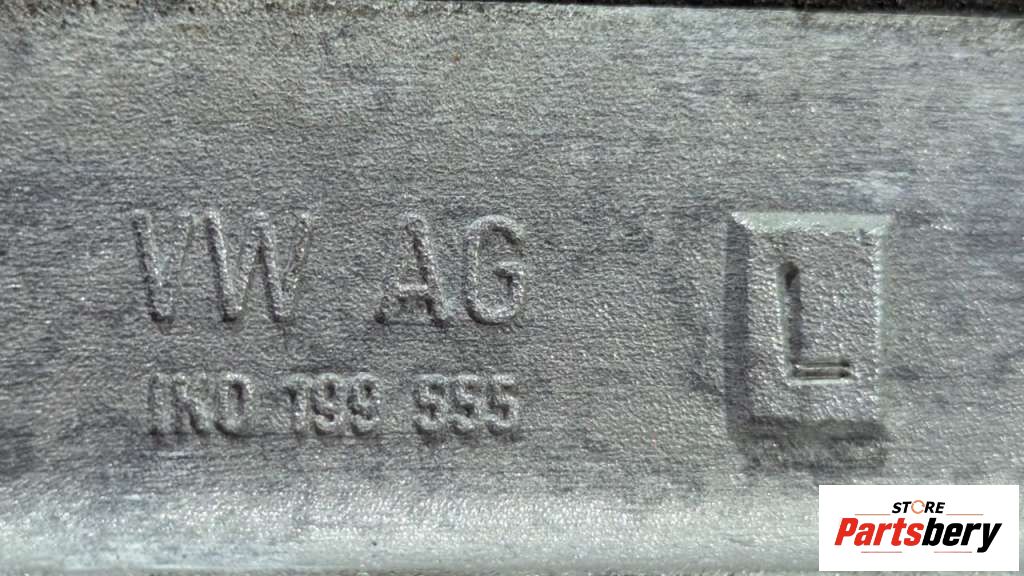 VW AG
L
1K0 199 555
STORE
Partsbery